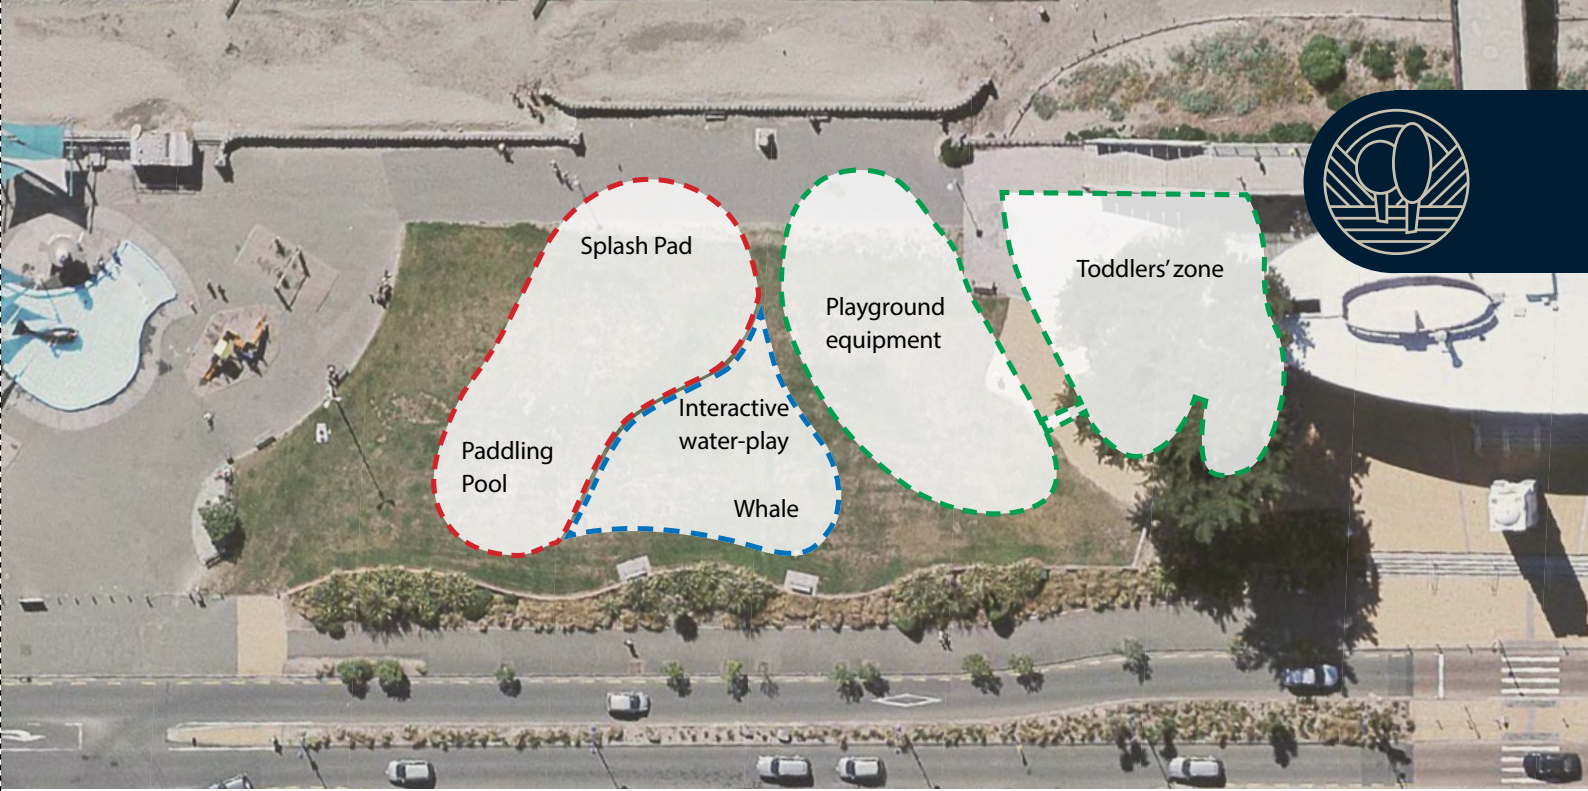 Splash Pad
Toddlers’ zone
Playground
equipment
Interactive
water-play
Paddling
Pool
Whale